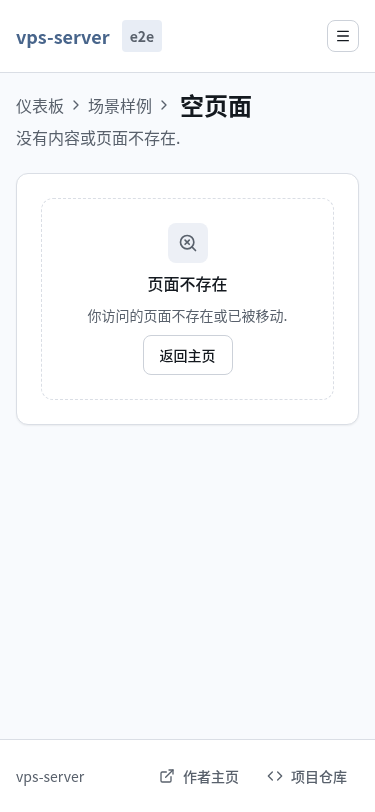 vps-server e2e
仪表板 > 场景样例 > 空页面
没有内容或页面不存在.
页面不存在
你访问的页面不存在或已被移动.
返回主页
vps-server 作者主页 项目仓库